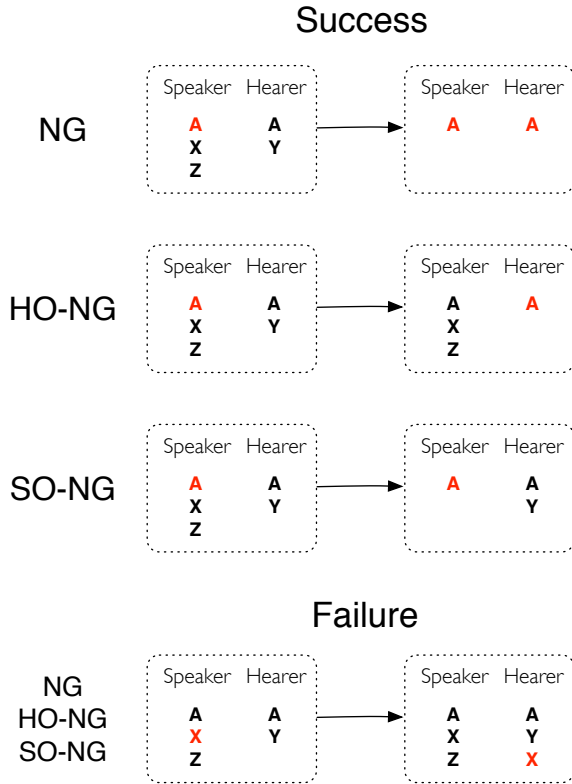 Success
NG
Speaker Hearer Speaker Hearer
A A A A
X Y
Z
HO-NG
Speaker Hearer Speaker Hearer
A A A A
X Y X
Z Z
SO-NG
Speaker Hearer Speaker Hearer
A A A A
X Y Y
Z
Failure
NG
HO-NG
SO-NG
Speaker Hearer Speaker Hearer
A A A A
X Y X Y
Z Z X